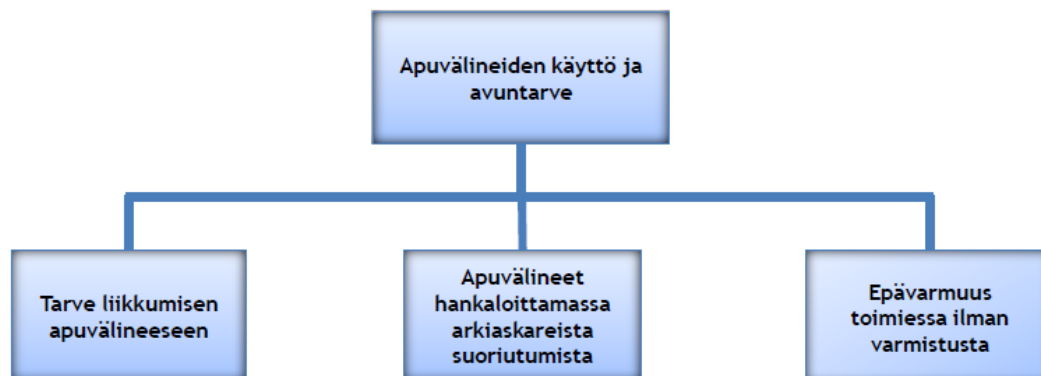 Apuvälineiden käyttö ja
avuntarve
Tarve liikkumisen
apuvälineeseen
Apuvälineet
hankaloittamassa
arkiaskareista
suoriutumista
Epävarmuus
toimiessa ilman
varmistusta